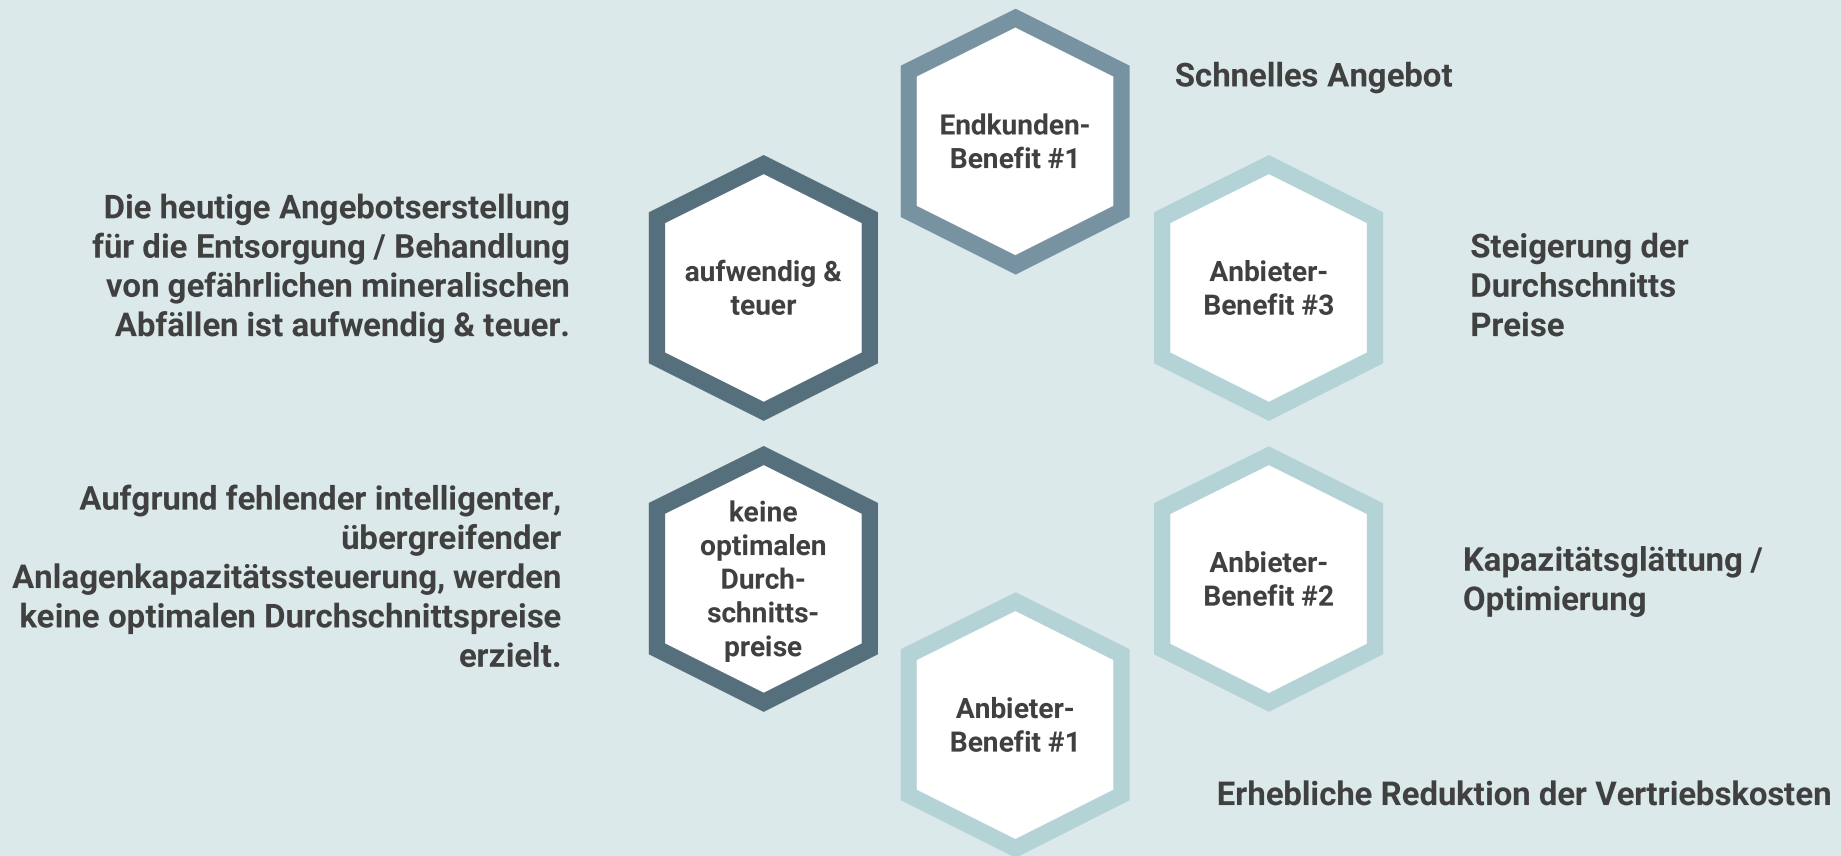 Schnelles Angebot
Endkunden-
Benefit #1
Die heutige Angebotserstellung
für die Entsorgung / Behandlung
von gefährlichen mineralischen
Abfällen ist aufwendig & teuer.
aufwendig &
teuer
Anbieter-
Benefit #3
Steigerung der
Durchschnitts
Preise
Aufgrund fehlender intelligenter,
übergreifender
Anlagenkapazitätssteuerung, werden
keine optimalen Durchschnittspreise
erzielt.
keine
optimalen
Durch-
schnitts-
preise
Anbieter-
Benefit #2
Kapazitätsglättung /
Optimierung
Anbieter-
Benefit #1
Erhebliche Reduktion der Vertriebskosten